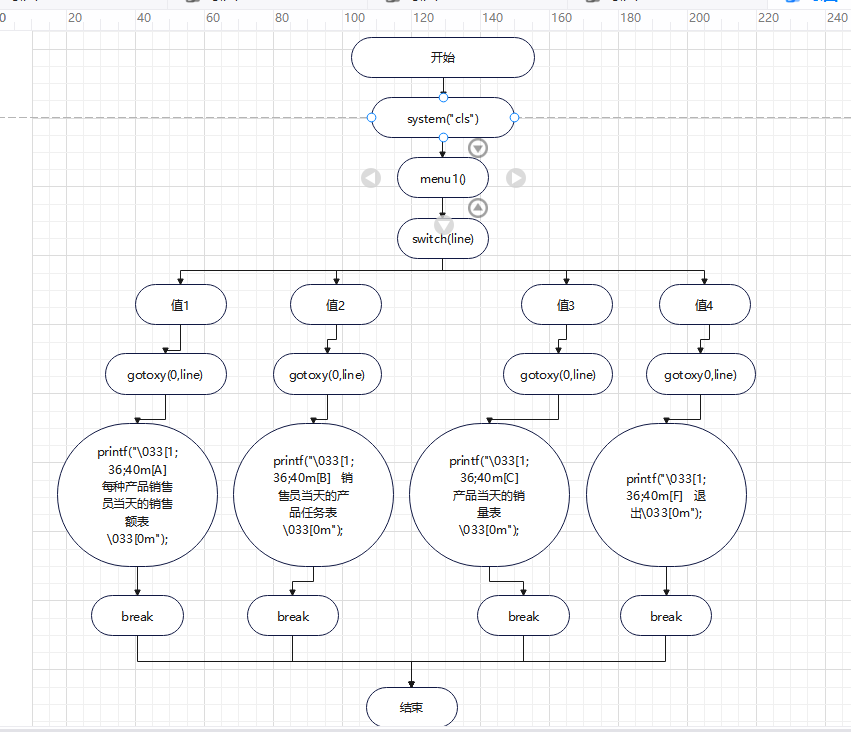 0 20 40 60 80 100 120 140 160 180 200 220 240
开始
system("cls")
menu1()
switch(line)
值1 值2 值3 值4
gotoxy(0,line) gotoxy(0,line) gotoxy(0,line) gotoxy0,line)
printf("\033[1;
36;40m[A]
每种产品销售
员当天的销售
额表
\033[0m");
printf("\033[1;
36;40m[B] 销
售员当天的产
品任务表
\033[0m");
printf("\033[1;
36;40m[C]
产品当天的销
量表
\033[0m");
printf("\033[1;
36;40m[F] 退
出\033[0m");
break break break break
结束